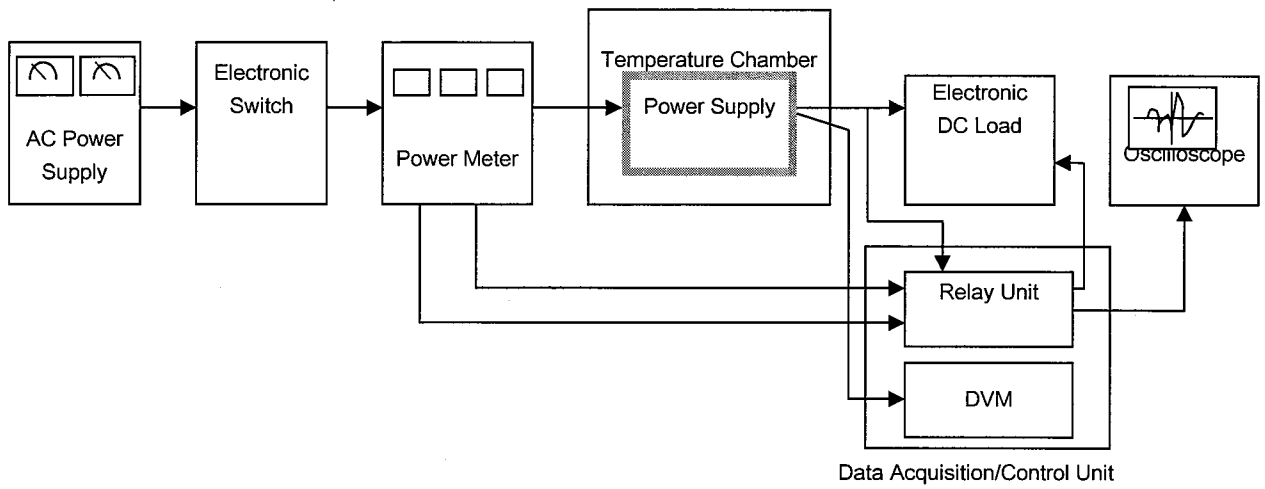 AC Power
Supply
Electronic
Switch
Power Meter
Temperature Chamber
Power Supply
Electronic
DC Load
Oscilloscope
Relay Unit
DVM
Data Acquisition/Control Unit